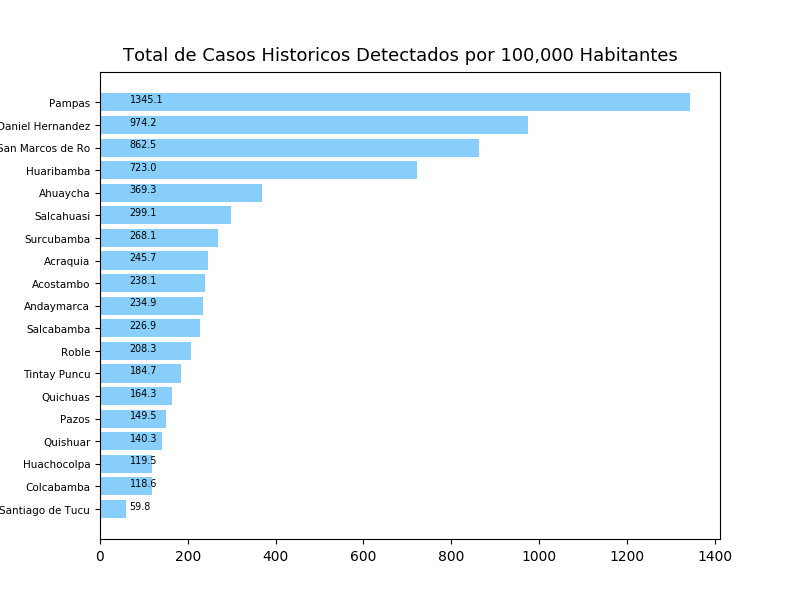 Total de Casos Historicos Detectados por 100,000 Habitantes
Pampas 1345.1
Daniel Hernandez 974.2
San Marcos de Ro 862.5
Huaribamba 723.0
Ahuaycha 369.3
Salcahuasi 299.1
Surcubamba 268.1
Acraquia 245.7
Acostambo 238.1
Andaymarca 234.9
Salcabamba 226.9
Roble 208.3
Tintay Puncu 184.7
Quichuas 164.3
Pazos 149.5
Quishuar 140.3
Huachocolpa 119.5
Colcabamba 118.6
Santiago de Tucu 59.8
0 200 400 600 800 1000 1200 1400